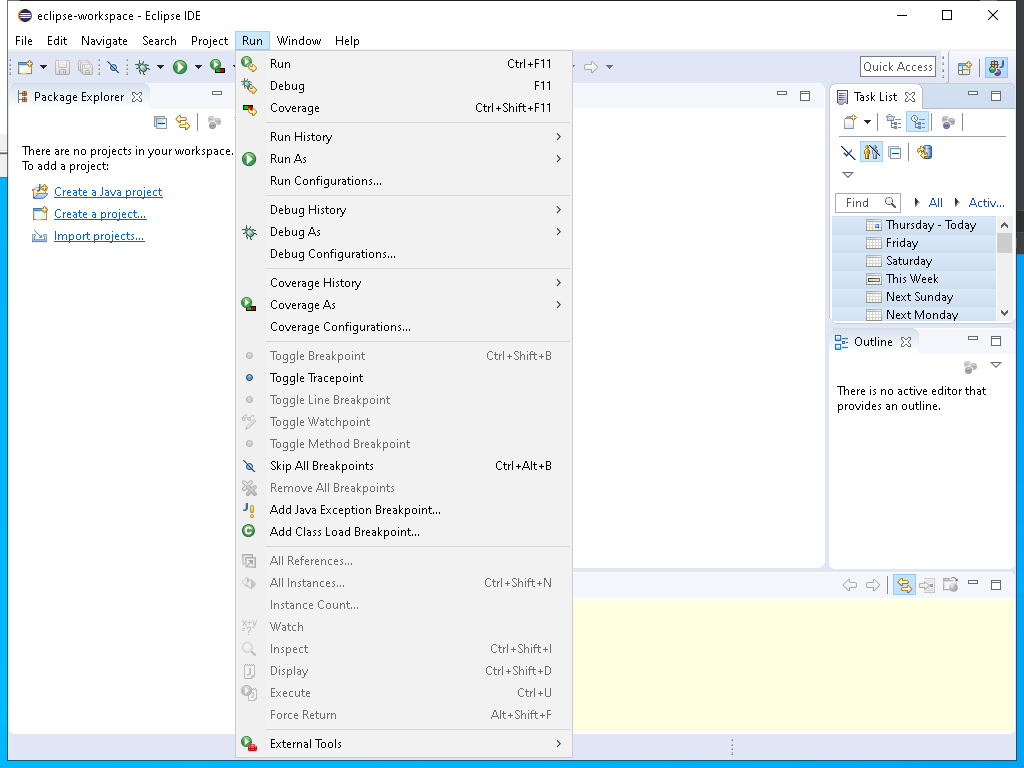 eclipse-workspace - Eclipse IDE
File Edit Navigate Search Project Run Window Help
Quick Access
Package Explorer
There are no projects in your workspace.
To add a project:
Create a Java project
Create a project...
Import projects...
Run Ctrl+F11
Debug F11
Coverage Ctrl+Shift+F11
Run History
Run As
Run Configurations...
Debug History
Debug As
Debug Configurations...
Coverage History
Coverage As
Coverage Configurations...
Toggle Breakpoint Ctrl+Shift+B
Toggle Tracepoint
Toggle Line Breakpoint
Toggle Watchpoint
Toggle Method Breakpoint
Skip All Breakpoints Ctrl+Alt+B
Remove All Breakpoints
Add Java Exception Breakpoint...
Add Class Load Breakpoint...
All References...
All Instances... Ctrl+Shift+N
Instance Count...
Watch
Inspect Ctrl+Shift+I
Display Ctrl+Shift+D
Execute Ctrl+U
Force Return Alt+Shift+F
External Tools
Task List
Find All Activ...
Thursday - Today
Friday
Saturday
This Week
Next Sunday
Next Monday
Outline
There is no active editor that
provides an outline.